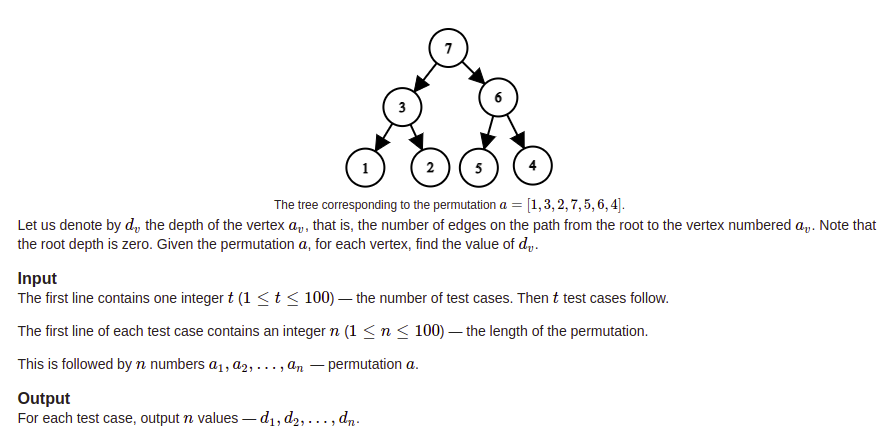 7
3
6
1
2
5
4
The tree corresponding to the permutation a = [1, 3, 2, 7, 5, 6, 4].
Let us denote by d_v the depth of the vertex a_v, that is, the number of edges on the path from the root to the vertex numbered a_v. Note that
the root depth is zero. Given the permutation a, for each vertex, find the value of d_v.
Input
The first line contains one integer t (1 ≤ t ≤ 100) — the number of test cases. Then t test cases follow.
The first line of each test case contains an integer n (1 ≤ n ≤ 100) — the length of the permutation.
This is followed by n numbers a_1, a_2, . . . , a_n — permutation a.
Output
For each test case, output n values — d_1, d_2, . . . , d_n.